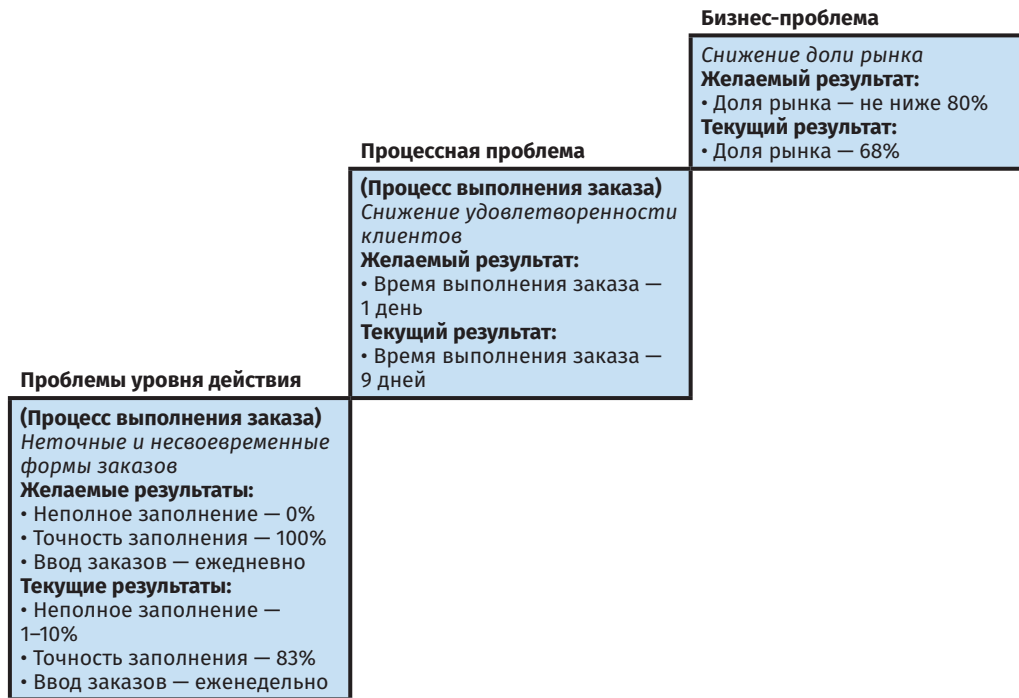 Бизнес-проблема
Снижение доли рынка
Желаемый результат:
• Доля рынка — не ниже 80%
Текущий результат:
• Доля рынка — 68%
Процессная проблема
(Процесс выполнения заказа)
Снижение удовлетворенности
клиентов
Желаемый результат:
• Время выполнения заказа —
1 день
Текущий результат:
• Время выполнения заказа —
9 дней
Проблемы уровня действия
(Процесс выполнения заказа)
Неточные и несвоевременные
формы заказов
Желаемые результаты:
• Неполное заполнение — 0%
• Точность заполнения — 100%
• Ввод заказов — ежедневно
Текущие результаты:
• Неполное заполнение —
1–10%
• Точность заполнения — 83%
• Ввод заказов — еженедельно